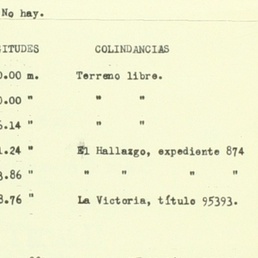 No hay.
ITUDES COLINDANCIAS
0.00 m. Terreno libre.
0.00 " " "
6.14 " " "
1.24 " El Hallazgo, expediente 874
3.86 " " " " "
8.76 " La Victoria, título 95393.